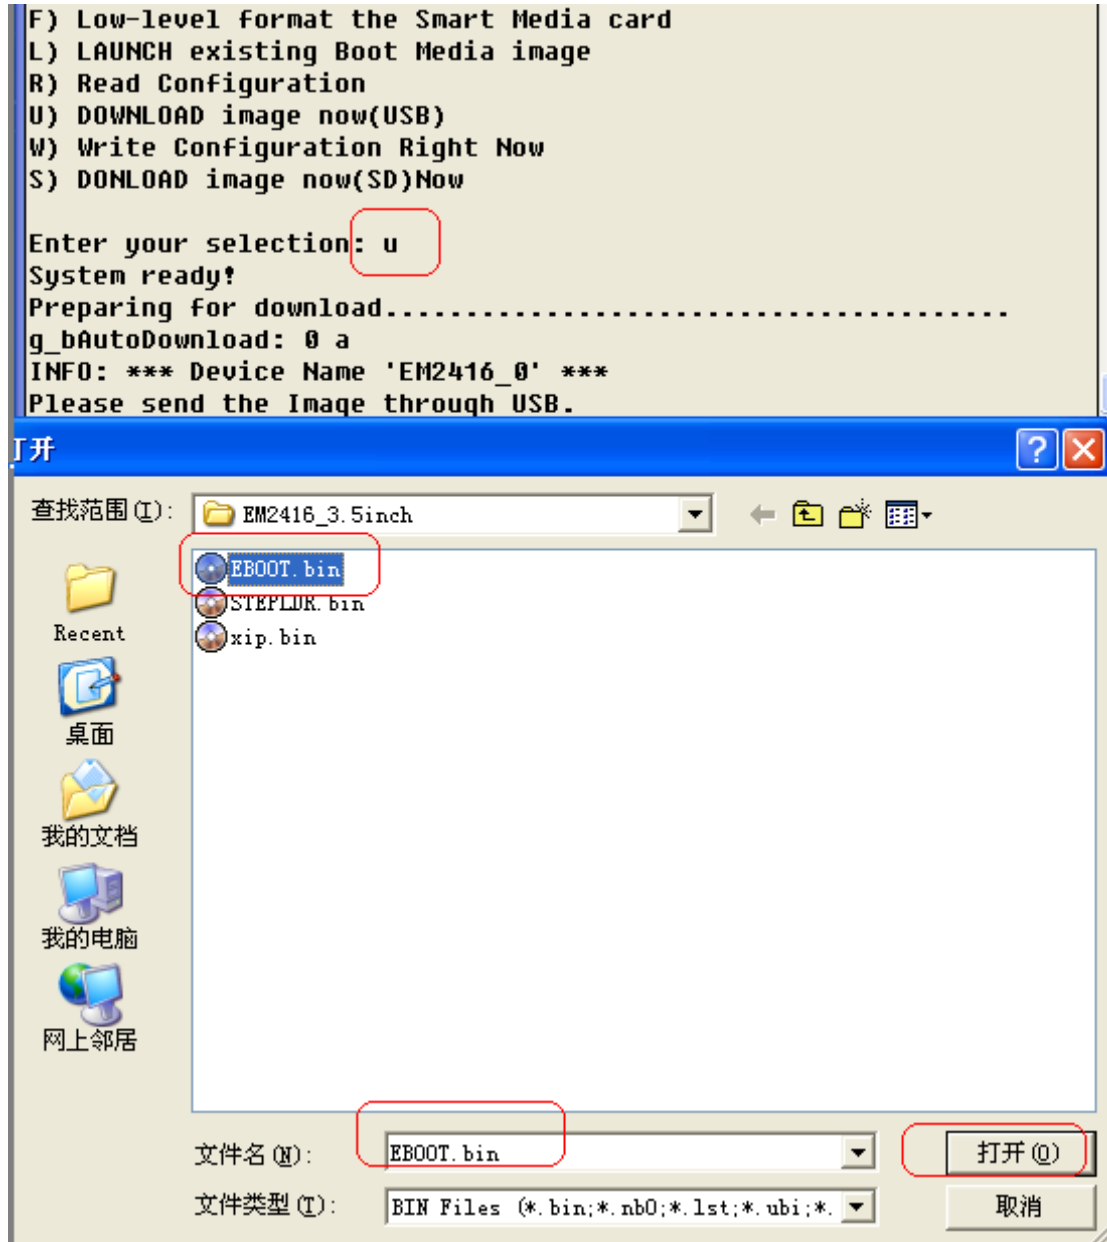 F) Low-level format the Smart Media card
L) LAUNCH existing Boot Media image
R) Read Configuration
U) DOWNLOAD image now(USB)
W) Write Configuration Right Now
S) DONLOAD image now(SD)Now
Enter your selection: u
System ready!
Preparing for download.......................................
g_bAutoDownload: 0 a
INFO: *** Device Name 'EM2416_0' ***
Please send the Image through USB.
打开
查找范围(I):
EM2416_3.5inch
EBOOT.bin
STEPLDR.bin
xip.bin
Recent
桌面
我的文档
我的电脑
网上邻居
文件名(N):
EBOOT.bin
打开(O)
文件类型(T):
BIN Files (*.bin;*.nb0;*.lst;*.ubi;*.
取消